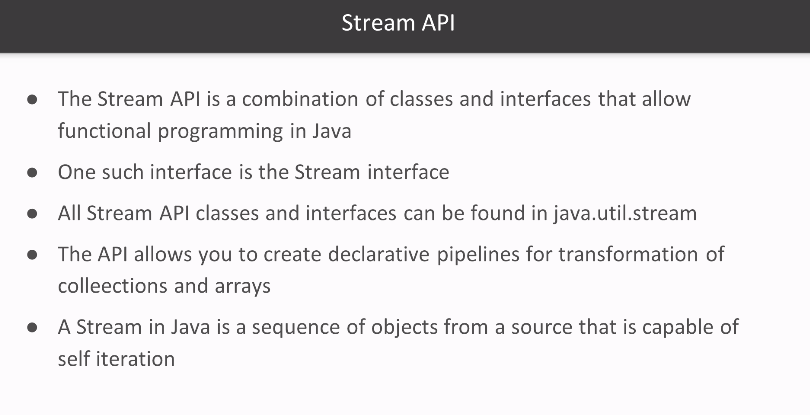 Stream API
● The Stream API is a combination of classes and interfaces that allow
functional programming in Java
● One such interface is the Stream interface
● All Stream API classes and interfaces can be found in java.util.stream
● The API allows you to create declarative pipelines for transformation of
colleections and arrays
● A Stream in Java is a sequence of objects from a source that is capable of
self iteration